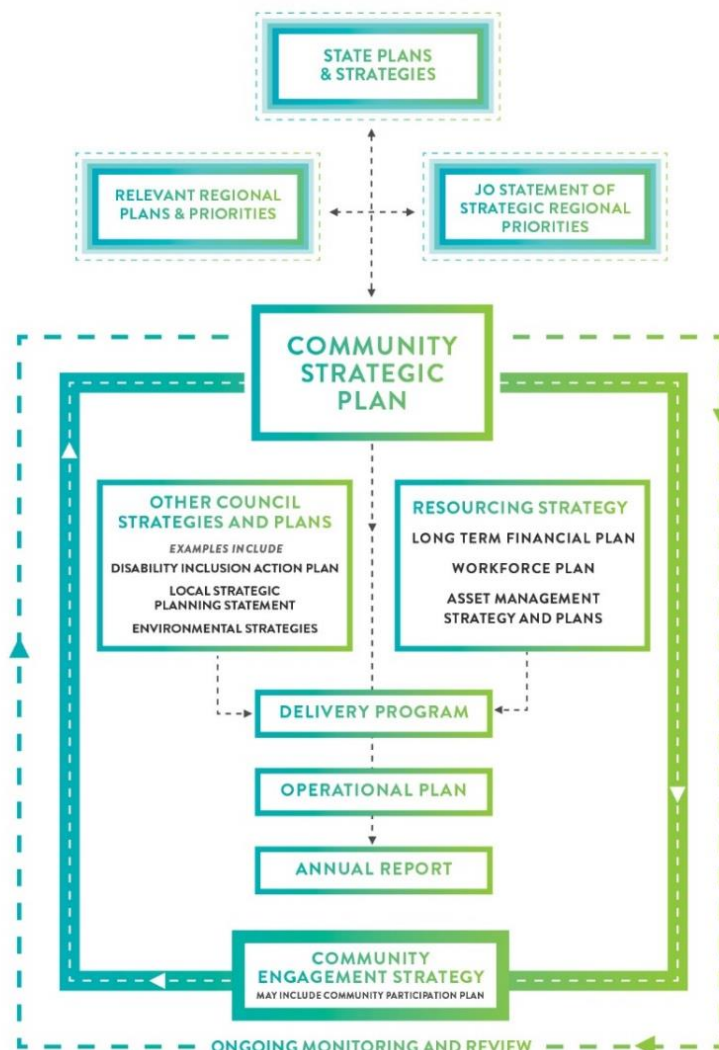 STATE PLANS
& STRATEGIES
RELEVANT REGIONAL
PLANS & PRIORITIES
JO STATEMENT OF
STRATEGIC REGIONAL
PRIORITIES
COMMUNITY
STRATEGIC
PLAN
OTHER COUNCIL
STRATEGIES AND PLANS
EXAMPLES INCLUDE
DISABILITY INCLUSION ACTION PLAN
LOCAL STRATEGIC
PLANNING STATEMENT
ENVIRONMENTAL STRATEGIES
RESOURCING STRATEGY
LONG TERM FINANCIAL PLAN
WORKFORCE PLAN
ASSET MANAGEMENT
STRATEGY AND PLANS
DELIVERY PROGRAM
OPERATIONAL PLAN
ANNUAL REPORT
COMMUNITY
ENGAGEMENT STRATEGY
MAY INCLUDE COMMUNITY PARTICIPATION PLAN
ONGOING MONITORING AND REVIEW